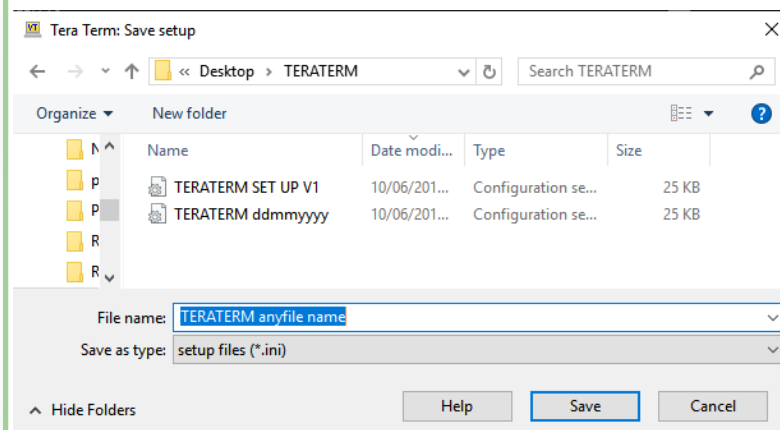 VT Tera Term: Save setup
« Desktop > TERATERM
Search TERATERM
Organize
New folder
?
Name Date modi... Type Size
TERATERM SET UP V1 10/06/201... Configuration se... 25 KB
TERATERM ddmmyyyy 10/06/201... Configuration se... 25 KB
N
p
P
R
R
File name: TERATERM anyfile name
Save as type: setup files (*.ini)
Hide Folders
Help
Save
Cancel